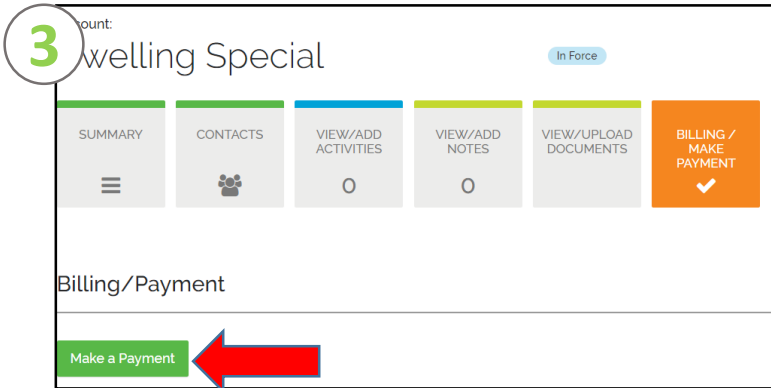 3
ount:
welling Special
In Force
SUMMARY
CONTACTS
VIEW/ADD
ACTIVITIES
0
VIEW/ADD
NOTES
0
VIEW/UPLOAD
DOCUMENTS
BILLING /
MAKE
PAYMENT
Billing/Payment
Make a Payment